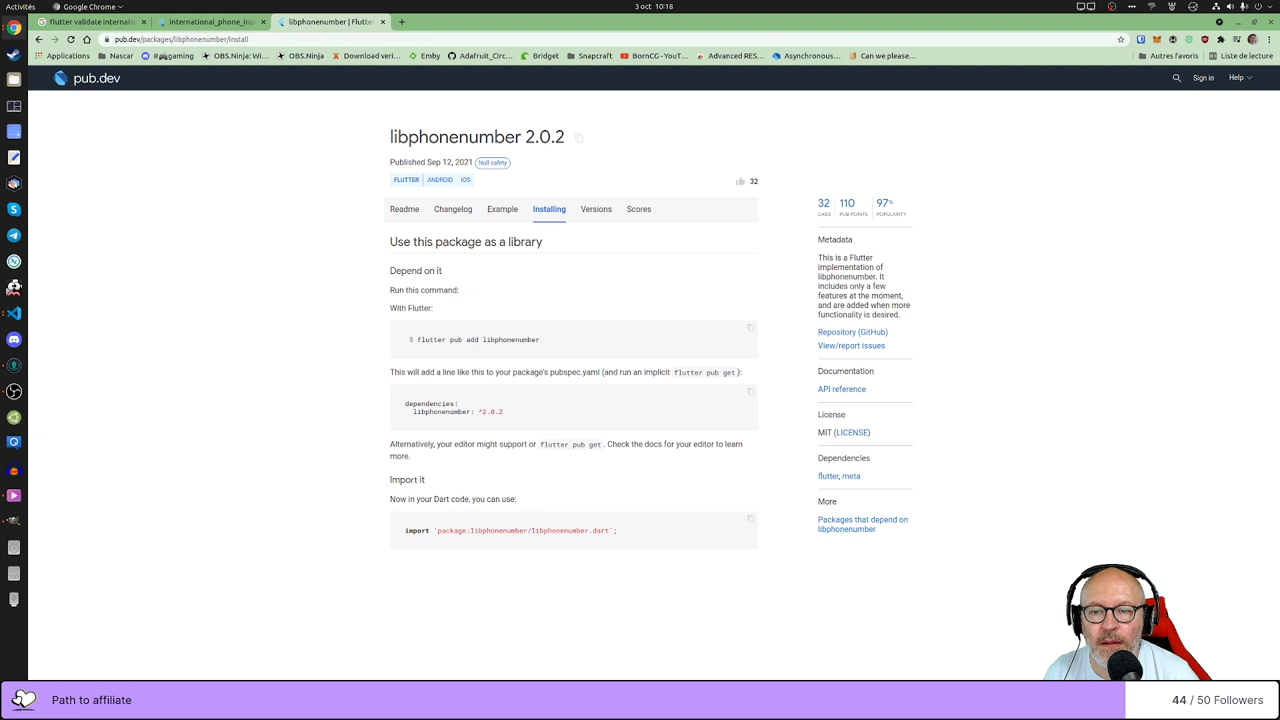 Activités
Google Chrome
3 oct 10:18
flutter validate internatio
international_phone_inp
libphonenumber | Flutter
pub.dev/packages/libphonenumber/install
Applications
Nascar
#🎮gaming
OBS.Ninja: Wi...
OBS.Ninja
Download veri...
Emby
Adafruit_Circ...
Bridget
Snapcraft
BornCG - YouT...
Advanced RES...
Asynchronous...
Can we please...
Autres favoris
Liste de lecture
pub.dev
Sign in
Help
libphonenumber 2.0.2
Published Sep 12, 2021
Null safety
FLUTTER
ANDROID
IOS
32
Readme
Changelog
Example
Installing
Versions
Scores
Use this package as a library
Depend on it
Run this command:
With Flutter:
$ flutter pub add libphonenumber
This will add a line like this to your package's pubspec.yaml (and run an implicit flutter pub get):
dependencies:
libphonenumber: ^2.0.2
Alternatively, your editor might support or flutter pub get. Check the docs for your editor to learn
more.
Import it
Now in your Dart code, you can use:
import 'package:libphonenumber/libphonenumber.dart';
32
110
97%
LIKES
PUB POINTS
POPULARITY
Metadata
This is a Flutter
implementation of
libphonenumber. It
includes only a few
features at the moment,
and are added when more
functionality is desired.
Repository (GitHub)
View/report issues
Documentation
API reference
License
MIT (LICENSE)
Dependencies
flutter, meta
More
Packages that depend on
libphonenumber
Path to affiliate
44 / 50 Followers